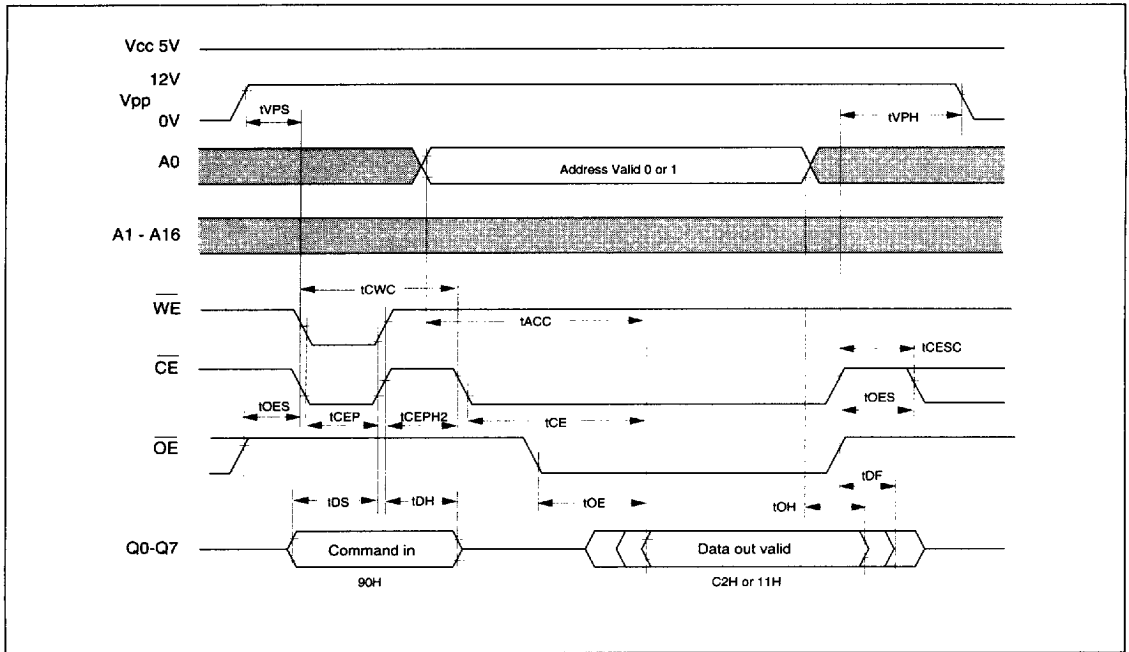 Vcc 5V
12V
Vpp
0V
tVPS
tVPH
A0
Address Valid 0 or 1
A1 - A16
tCWC
WE
tACC
tCESC
CE
tOES
tCEP
tCEPH2
tCE
tOES
OE
tDS
tDH
tOE
tOH
tDF
Q0-Q7
Command in
Data out valid
90H
C2H or 11H